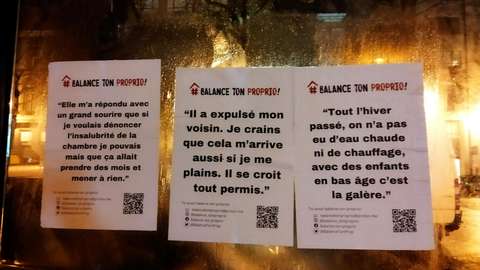 # BALANCE TON PROPRIO!
"Elle m'a répondu avec
un grand sourire que si
je voulais dénoncer
l'insalubrité de la
chambre je pouvais
mais que ça allait
prendre des mois et
mener à rien."
# BALANCE TON PROPRIO!
"Il a expulsé mon
voisin. Je crains
que cela m'arrive
aussi si je me
plains. Il se croit
tout permis."
# BALANCE TON PROPRIO!
"Tout l'hiver
passé, on n'a pas
eu d'eau chaude
ni de chauffage,
avec des enfants
en bas âge c'est
la galère."